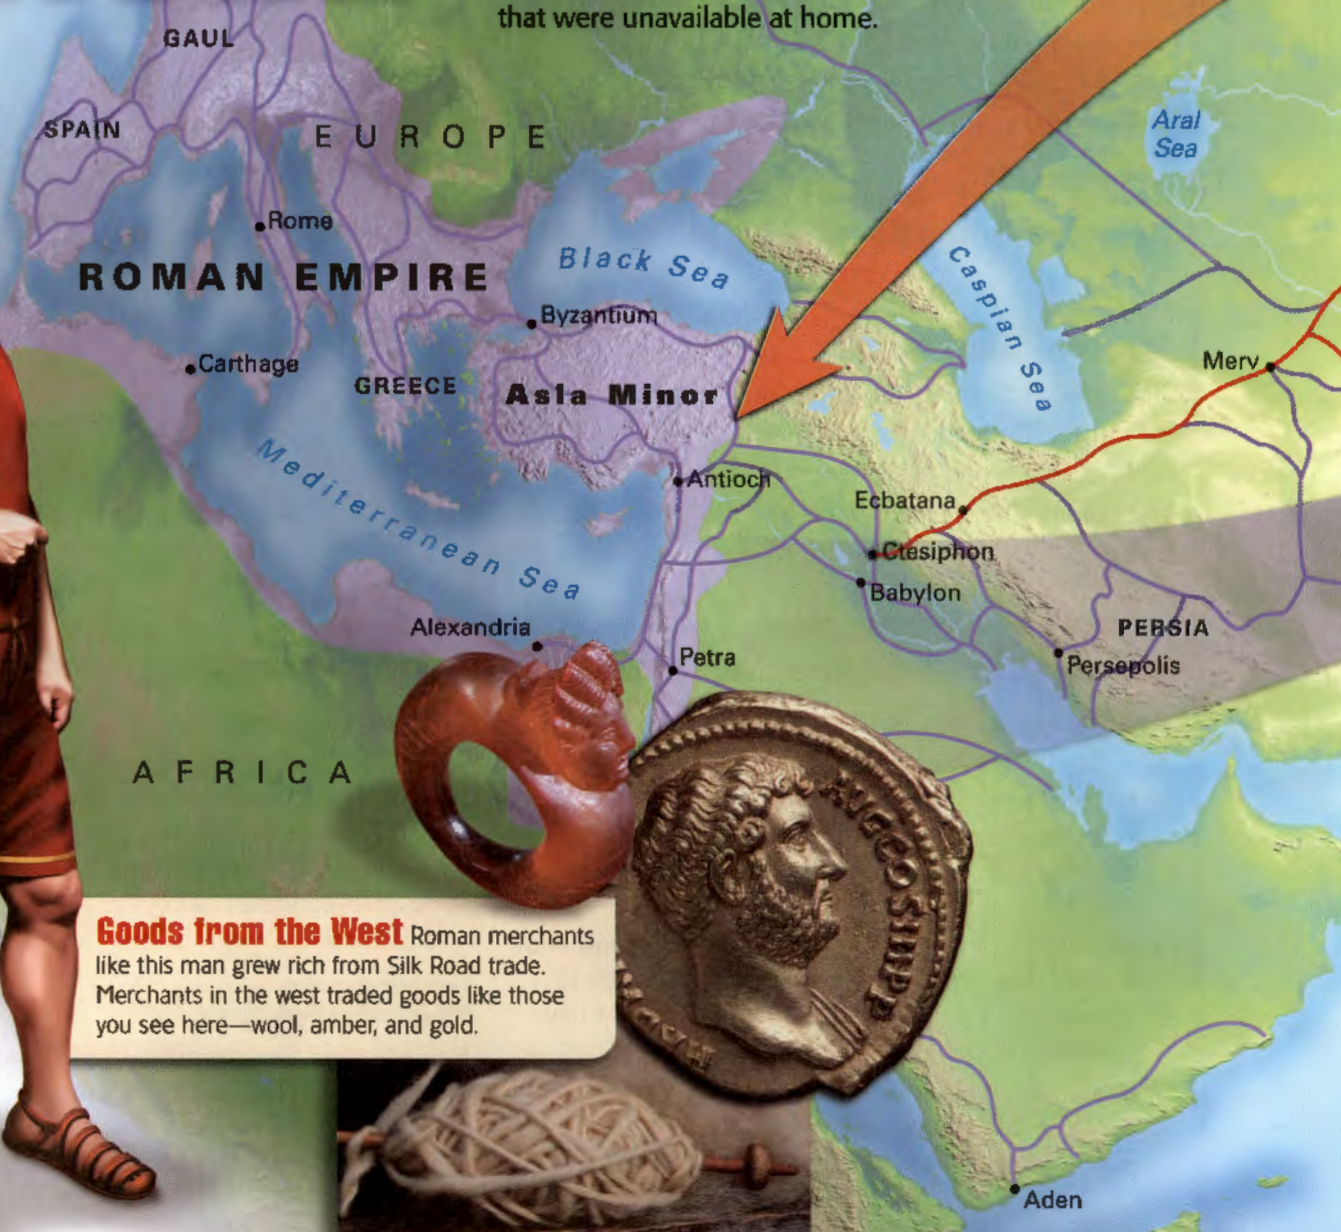 that were unavailable at home.
GAUL
SPAIN
EUROPE
Aral
Sea
Rome
ROMAN EMPIRE
Black Sea
Caspian Sea
Byzantium
Carthage
GREECE
Asia Minor
Merv
Mediterranean Sea
Antioch
Ecbatana
Ctesiphon
Babylon
Alexandria
Petra
PERSIA
Persepolis
AFRICA
AVGCOSIIIPP
Goods from the West Roman merchants
like this man grew rich from Silk Road trade.
Merchants in the west traded goods like those
you see here—wool, amber, and gold.
Aden